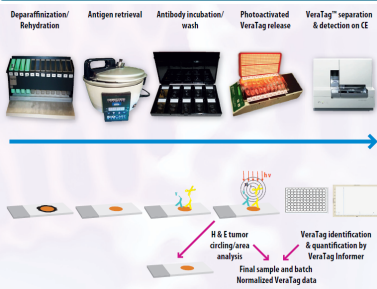 Deparaffinization/
Rehydration
Antigen retrieval
Antibody incubation/
wash
Photoactivated
VeraTag release
VeraTag™ separation
& detection on CE
hν
H & E tumor
circling/area
analysis
VeraTag identification
& quantification by
VeraTag Informer
Final sample and batch
Normalized VeraTag data